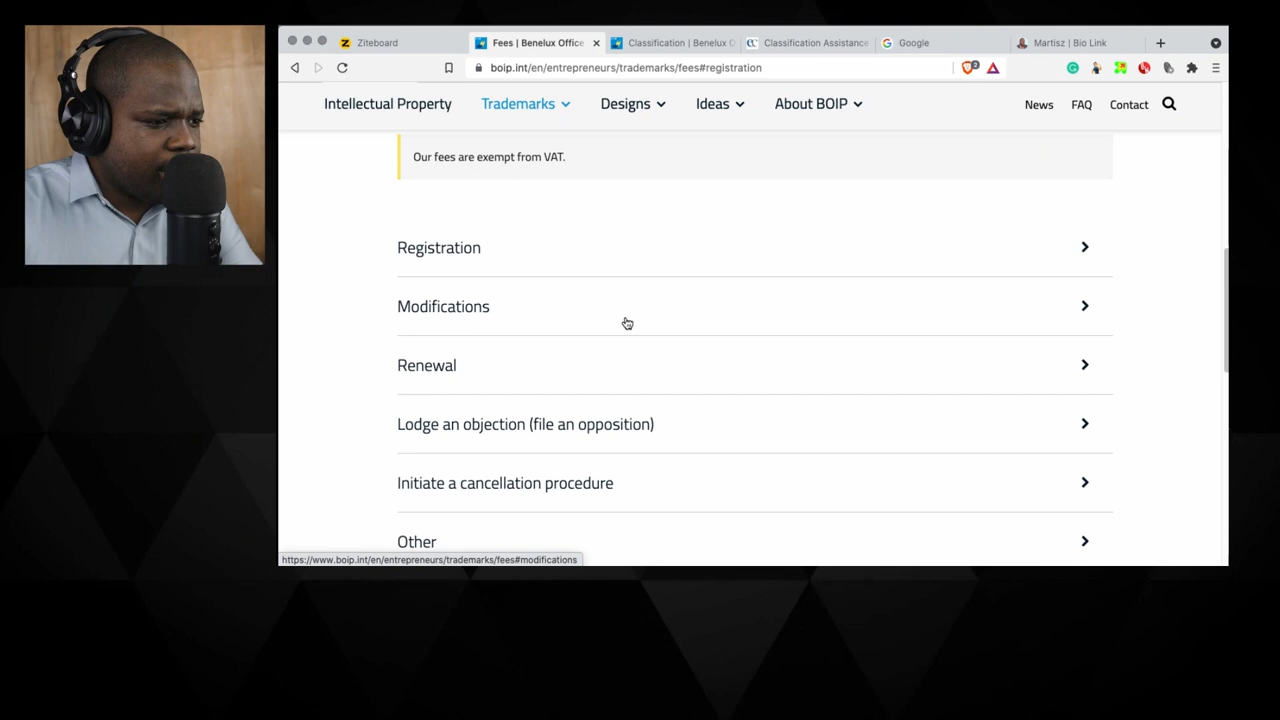 Ziteboard
Fees | Benelux Office
Classification | Benelux O
Classification Assistance
Google
Martisz | Bio Link
boip.int/en/entrepreneurs/trademarks/fees#registration
2
Intellectual Property
Trademarks
Designs
Ideas
About BOIP
News
FAQ
Contact
Our fees are exempt from VAT.
Registration
Modifications
Renewal
Lodge an objection (file an opposition)
Initiate a cancellation procedure
Other
https://www.boip.int/en/entrepreneurs/trademarks/fees#modifications